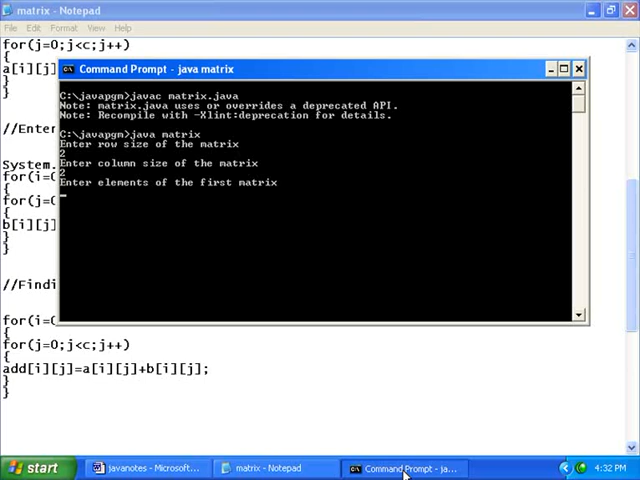 matrix - Notepad
File Edit Format View Help
for(j=0;j<c;j++)
{
a[i][j]
}
}
//Enter
System.
for(i=0
{
for(j=0
{
b[i][j]
}
}
//Findi
for(i=0
{
for(j=0;j<c;j++)
{
add[i][j]=a[i][j]+b[i][j];
}
}
Command Prompt - java matrix
C:\javapgm>javac matrix.java
Note: matrix.java uses or overrides a deprecated API.
Note: Recompile with -Xlint:deprecation for details.
C:\javapgm>java matrix
Enter row size of the matrix
2
Enter column size of the matrix
2
Enter elements of the first matrix
start
javanotes - Microsoft...
matrix - Notepad
Command Prompt - ja...
4:32 PM